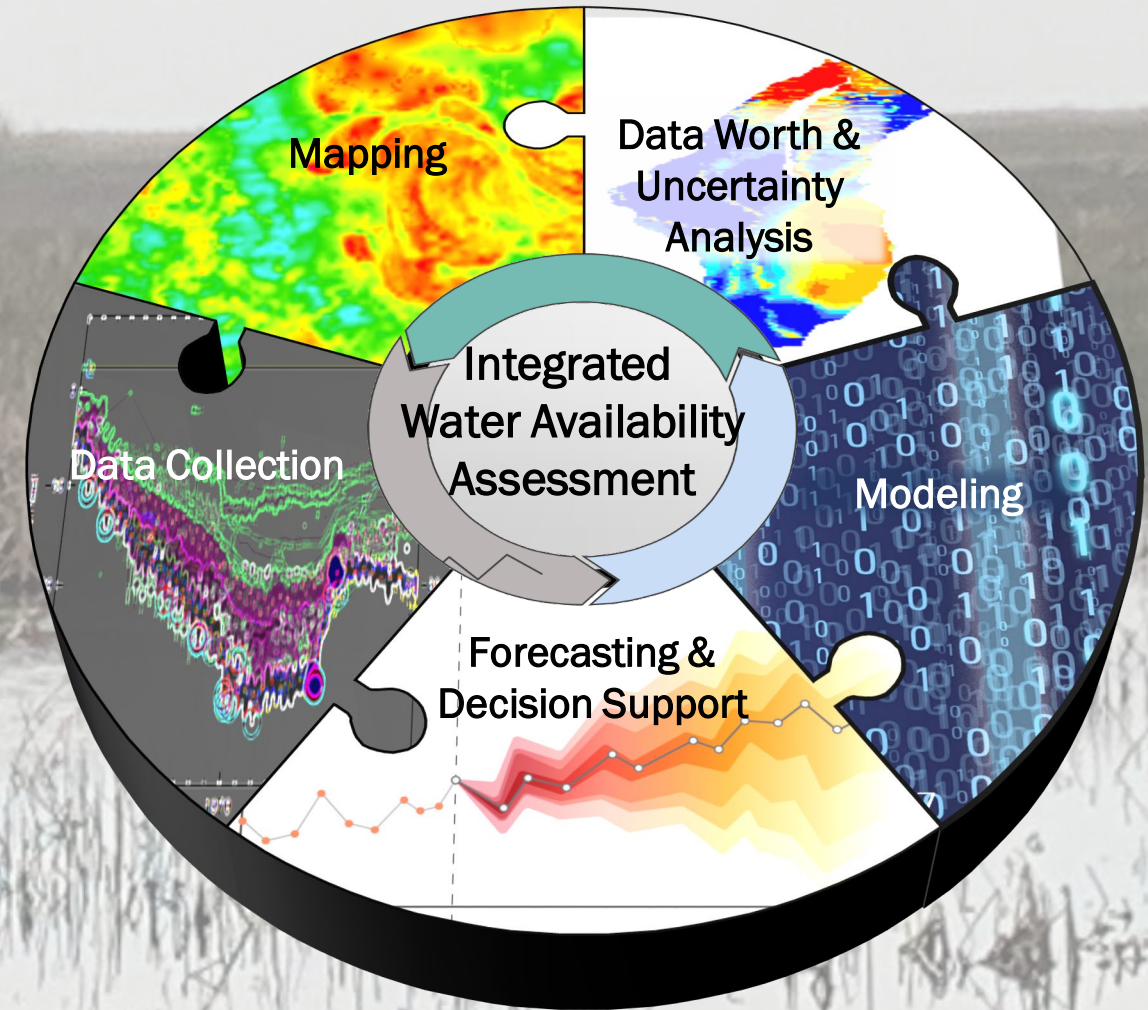 Mapping
Data Worth &
Uncertainty
Analysis
Integrated
Water Availability
Assessment
Data Collection
Modeling
Forecasting &
Decision Support